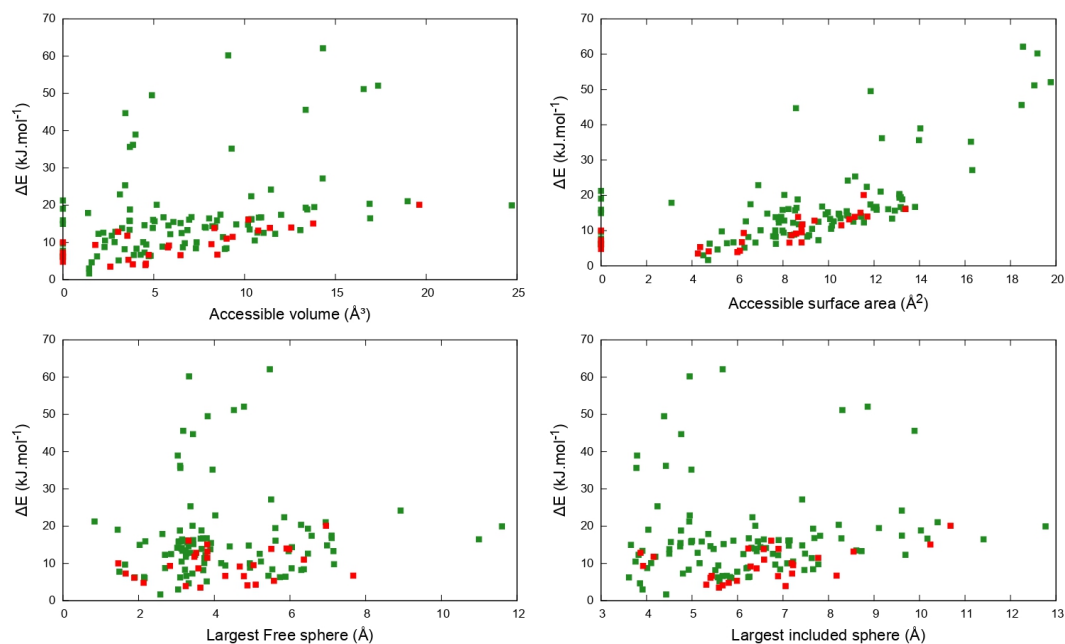 70
60
50
40
30
20
10
0
ΔE (kJ.mol⁻¹)
0 5 10 15 20 25
Accessible volume (Å³)
70
60
50
40
30
20
10
0
ΔE (kJ.mol⁻¹)
0 2 4 6 8 10 12 14 16 18 20
Accessible surface area (Å²)
70
60
50
40
30
20
10
0
ΔE (kJ.mol⁻¹)
0 2 4 6 8 10 12
Largest Free sphere (Å)
70
60
50
40
30
20
10
0
ΔE (kJ.mol⁻¹)
3 4 5 6 7 8 9 10 11 12 13
Largest included sphere (Å)